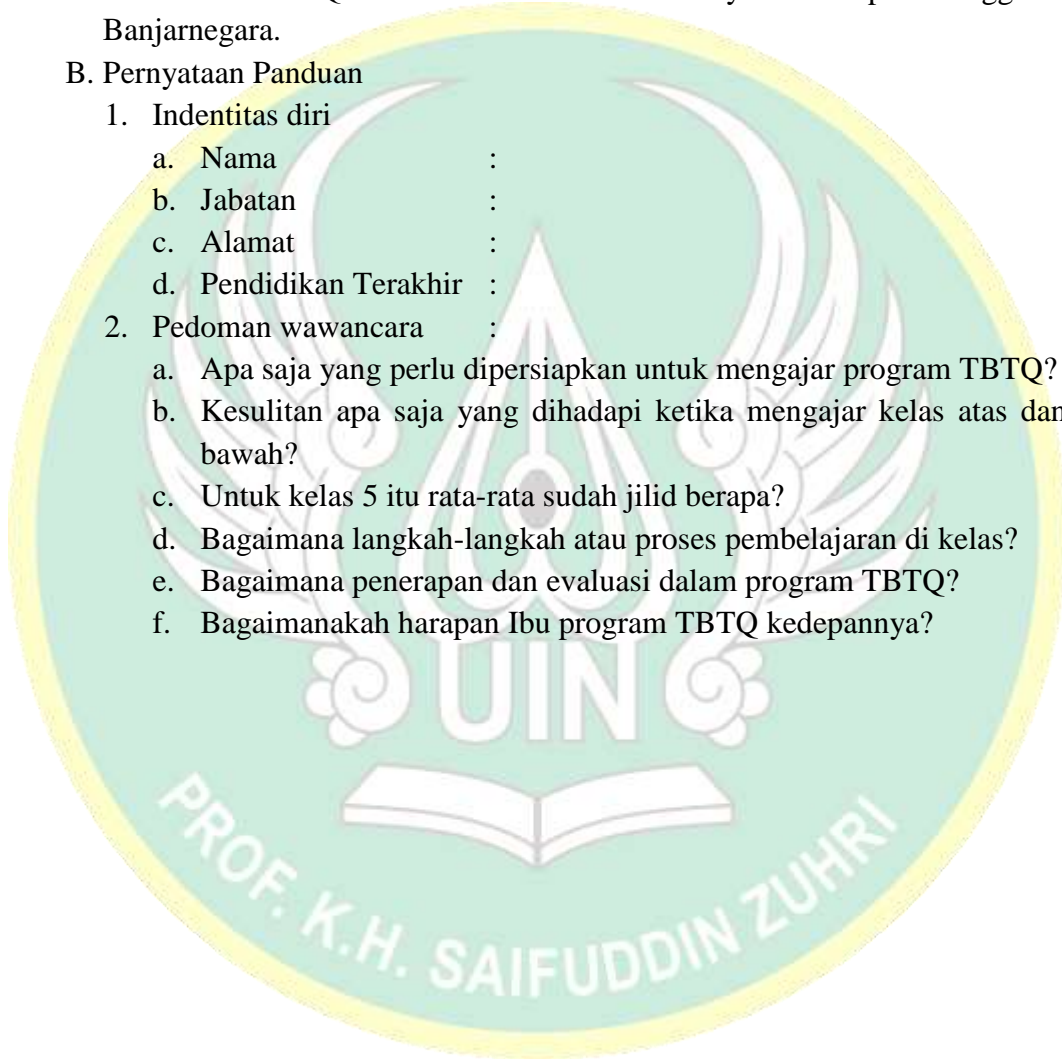 Banjarnegara.
B. Pernyataan Panduan
1. Indentitas diri
a. Nama :
b. Jabatan :
c. Alamat :
d. Pendidikan Terakhir :
2. Pedoman wawancara :
a. Apa saja yang perlu dipersiapkan untuk mengajar program TBTQ?
b. Kesulitan apa saja yang dihadapi ketika mengajar kelas atas dan
bawah?
c. Untuk kelas 5 itu rata-rata sudah jilid berapa?
d. Bagaimana langkah-langkah atau proses pembelajaran di kelas?
e. Bagaimana penerapan dan evaluasi dalam program TBTQ?
f. Bagaimanakah harapan Ibu program TBTQ kedepannya?
UIN
PROF. K.H. SAIFUDDIN ZUHRI